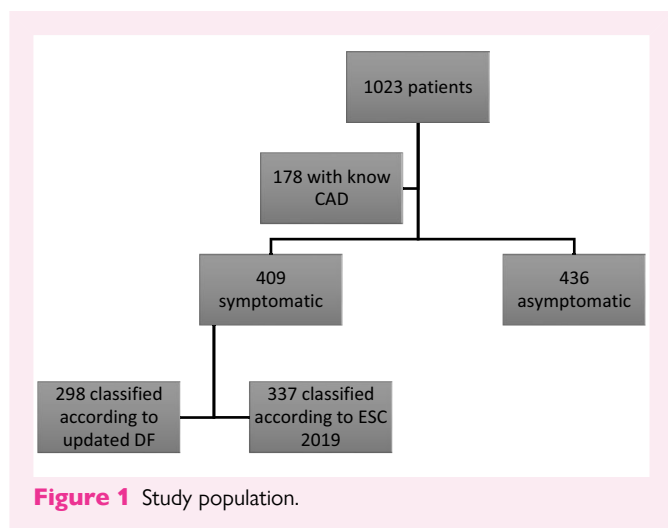 1023 patients
178 with know
CAD
409
symptomatic
436
asymptomatic
298 classified
according to
updated DF
337 classified
according to ESC
2019
Figure 1 Study population.